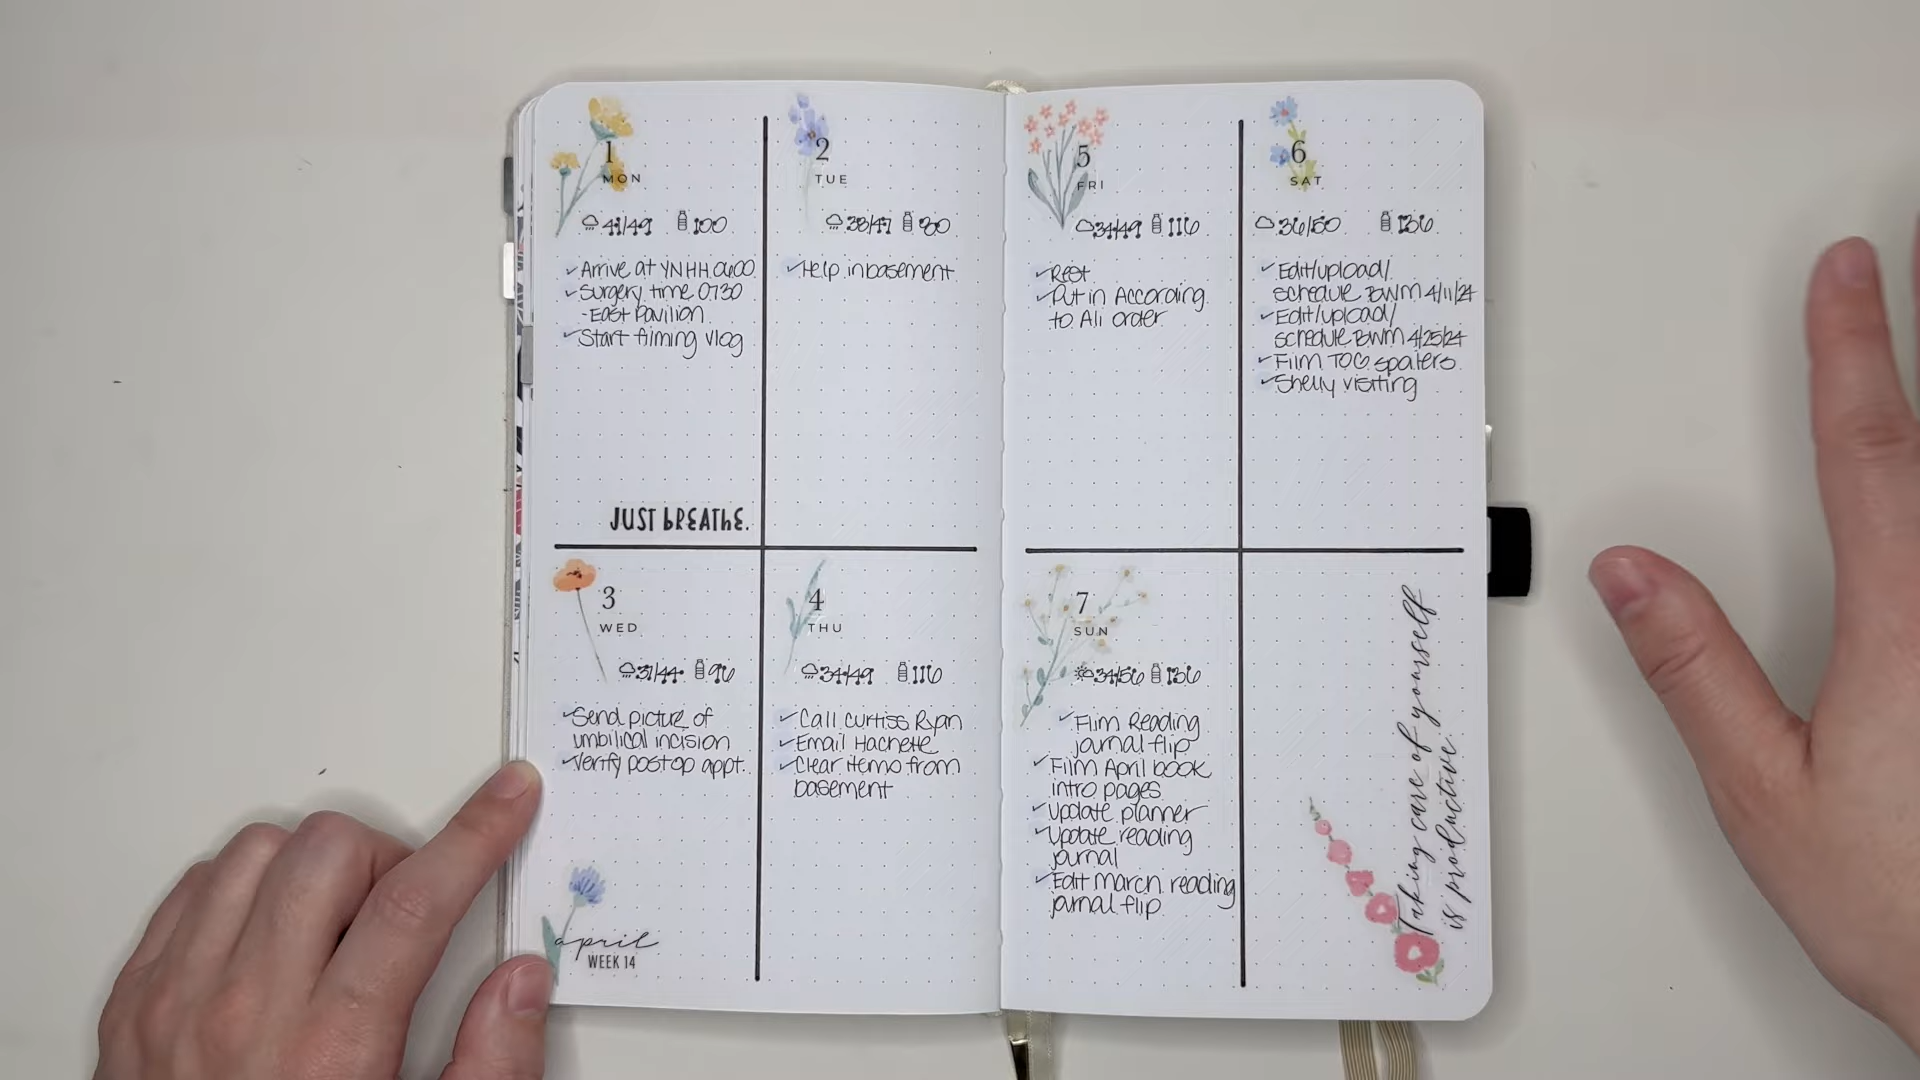 1
MON
41/49 100
Arrive at YNHH 0600
Surgery time 0730
-East Pavilion
Start filming vlog
JUST BREATHE.
2
TUE
38/47 80
Help in basement
3
WED
37/44 96
Send picture of
umbilical incision
Verify postop appt.
april
WEEK 14
4
THU
34/49 116
Call Curtiss Ryan
Email Hachette
Clear items from
basement
5
FRI
34/49 116
Rest
Put in According
to Ali order
6
SAT
36/50 136
Edit/upload/
schedule BWM 4/11/24
Edit/upload/
schedule BWM 4/25/24
Film TOG spoilers
Shelly visiting
7
SUN
34/56 136
Film Reading
journal flip
Film April book
intro pages
Update planner
Update reading
journal
Edit March reading
journal flip
Taking care of yourself
is productive.